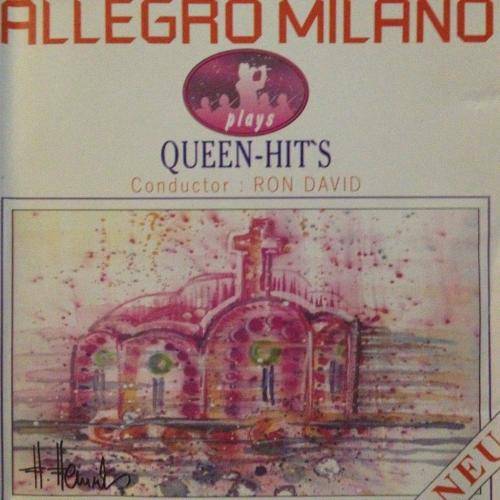 ALLEGRO MILANO
plays
QUEEN-HIT`S
Conductor : RON DAVID
NEU